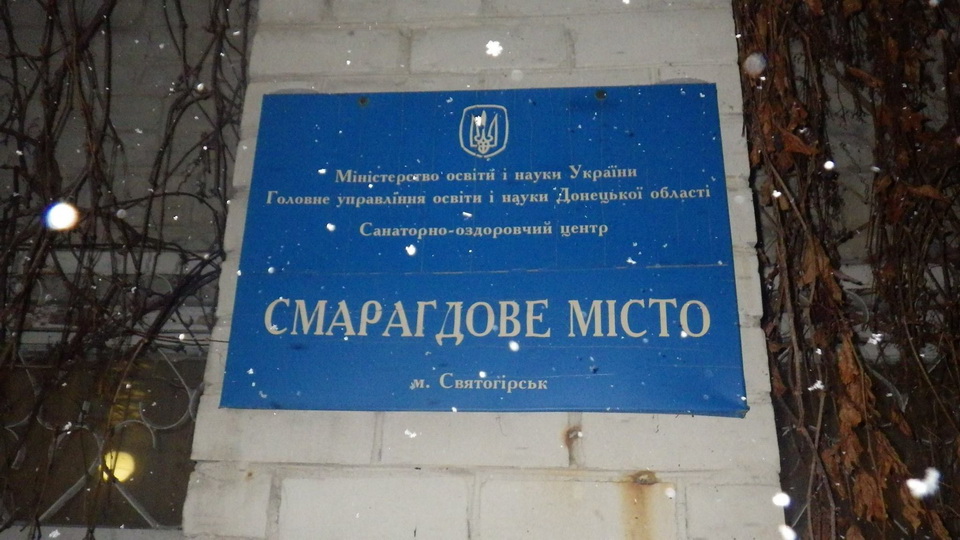 Міністерство освіти і науки України
Головне управління освіти і науки Донецької області
Санаторно-оздоровчий центр
СМАРАГДОВЕ МІСТО
м. Святогірськ